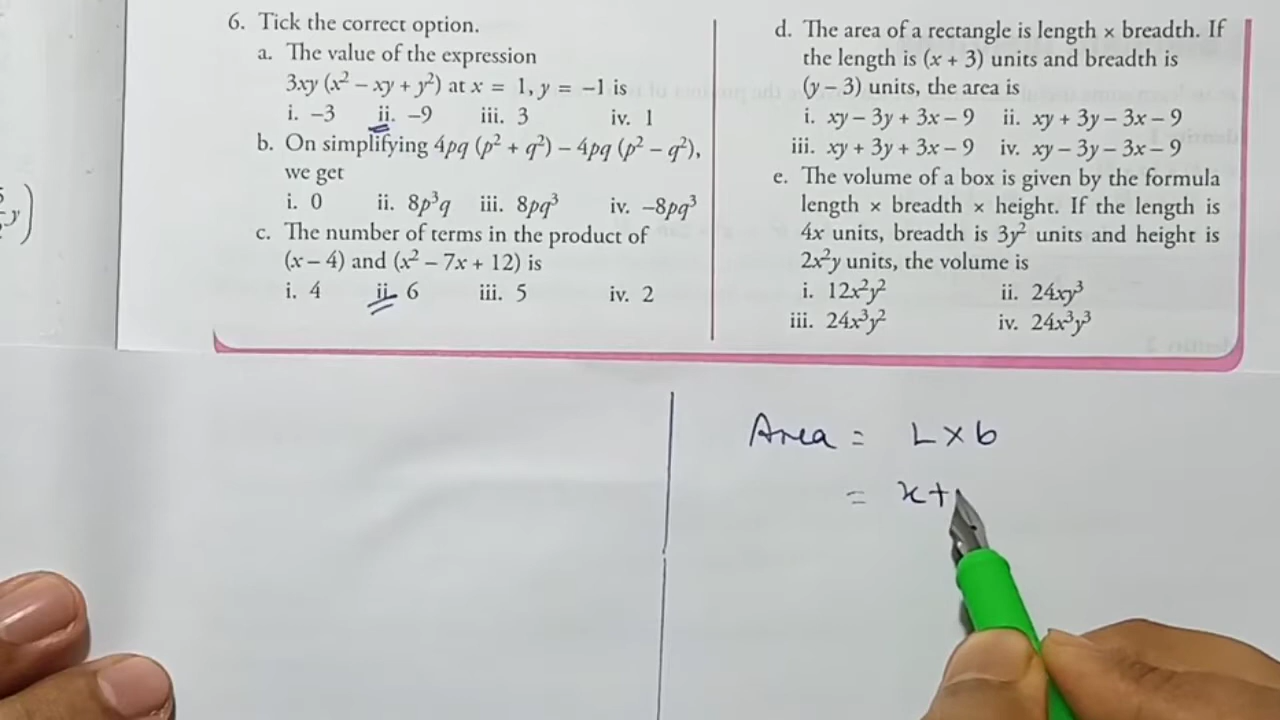 6. Tick the correct option.
a. The value of the expression
3xy (x² – xy + y²) at x = 1, y = –1 is
i. –3 ii. –9 iii. 3 iv. 1
b. On simplifying 4pq (p² + q²) – 4pq (p² – q²),
we get
i. 0 ii. 8p³q iii. 8pq³ iv. –8pq³
c. The number of terms in the product of
(x – 4) and (x² – 7x + 12) is
i. 4 ii. 6 iii. 5 iv. 2
d. The area of a rectangle is length × breadth. If
the length is (x + 3) units and breadth is
(y – 3) units, the area is
i. xy – 3y + 3x – 9 ii. xy + 3y – 3x – 9
iii. xy + 3y + 3x – 9 iv. xy – 3y – 3x – 9
e. The volume of a box is given by the formula
length × breadth × height. If the length is
4x units, breadth is 3y² units and height is
2x²y units, the volume is
i. 12x²y² ii. 24xy³
iii. 24x³y² iv. 24x³y³
y)
Area = L × b
= x +